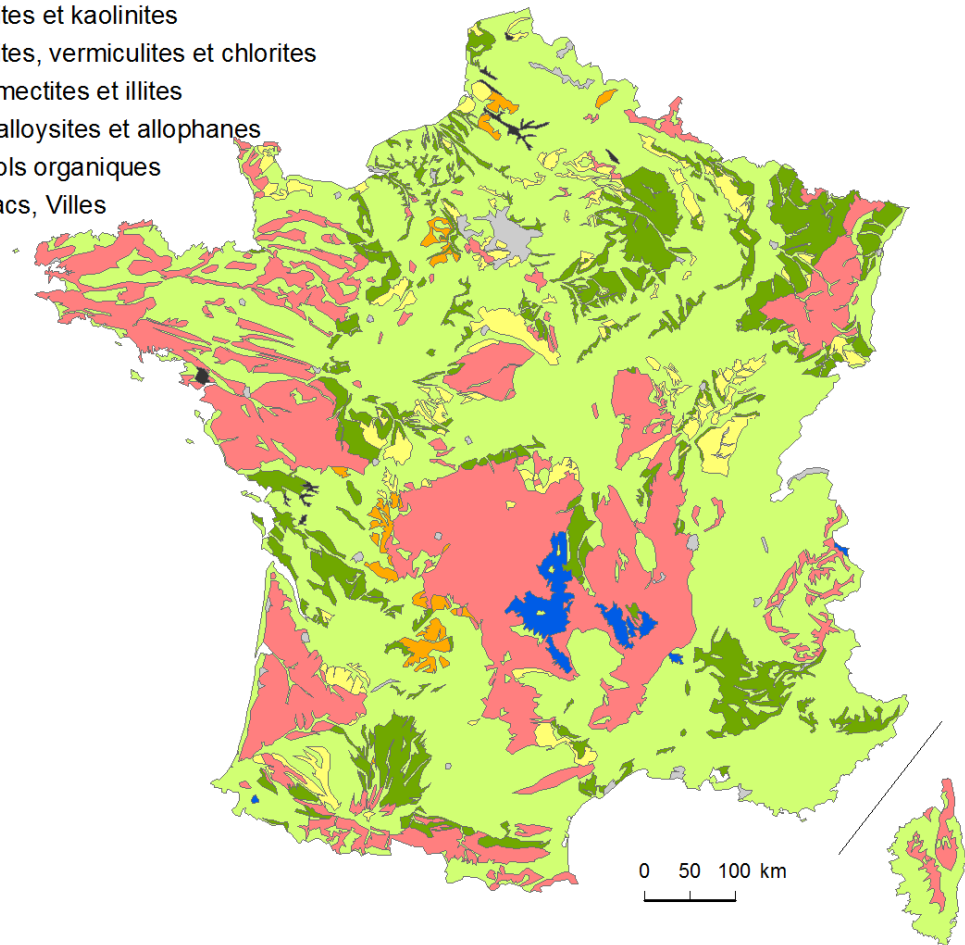 tes et kaolinites
tes, vermiculites et chlorites
mectites et illites
alloysites et allophanes
ols organiques
acs, Villes
0 50 100 km